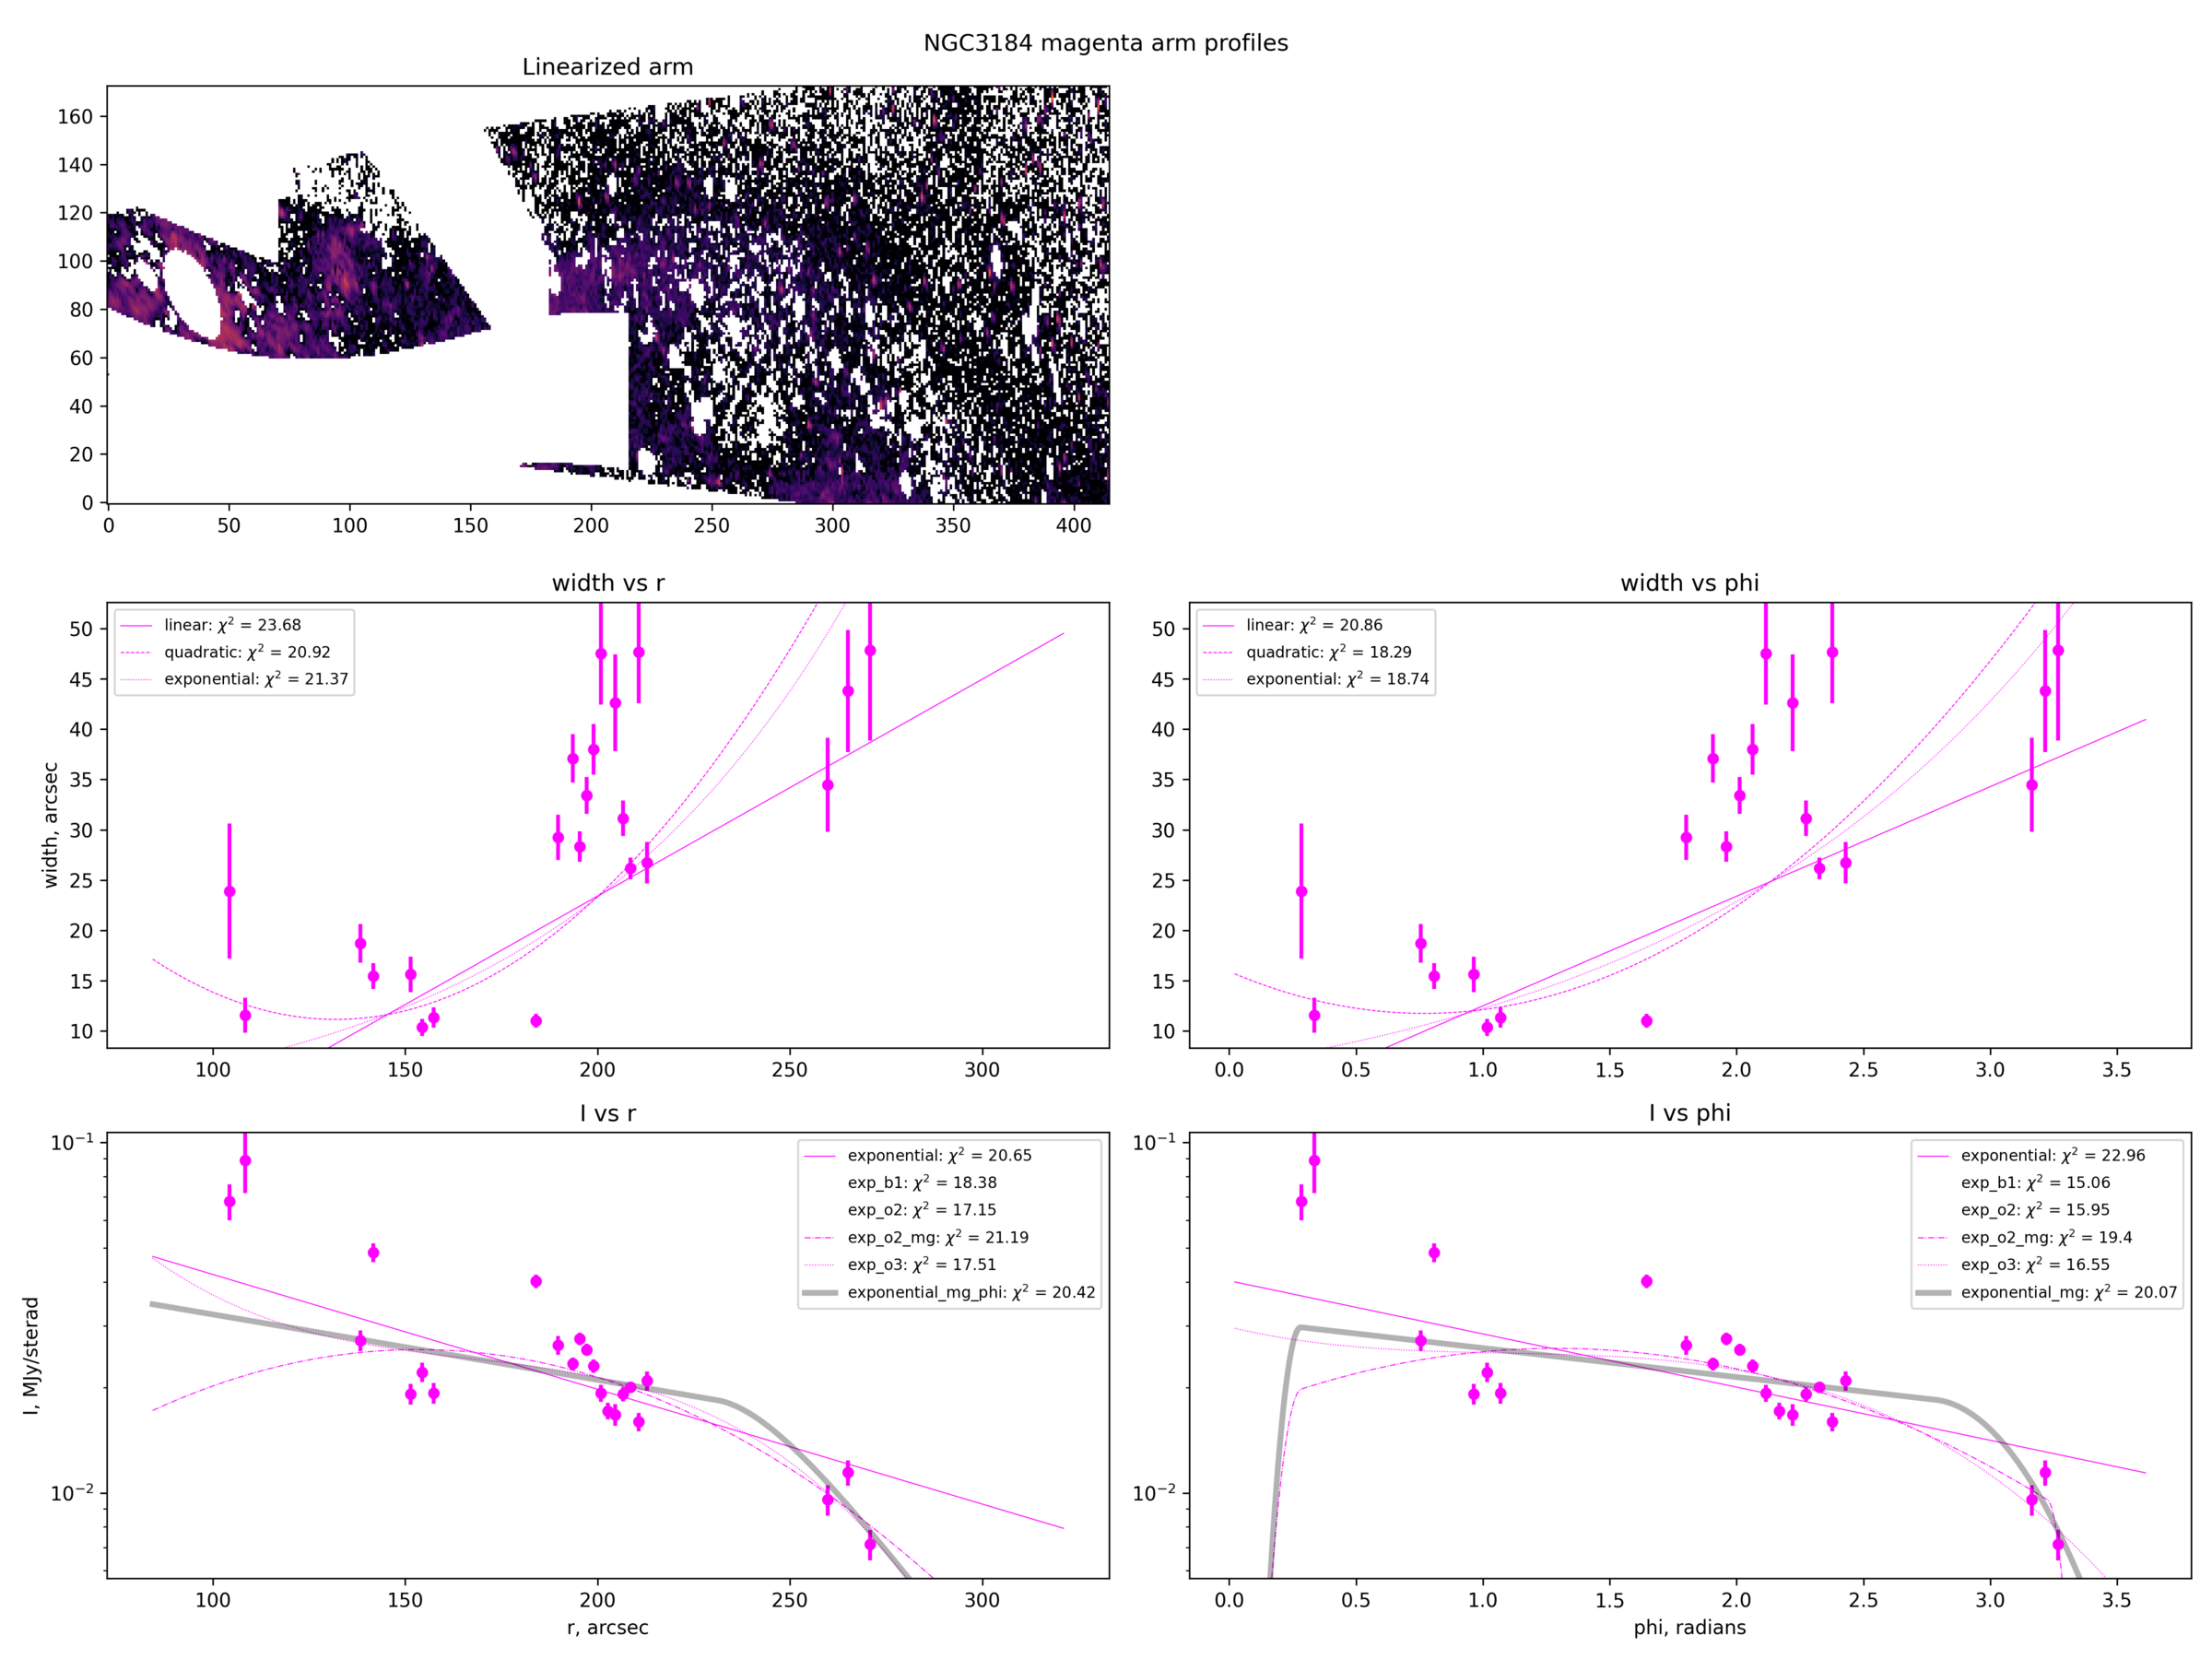 NGC3184 magenta arm profiles
Linearized arm
160
140
120
100
80
60
40
20
0
0 50 100 150 200 250 300 350 400
width vs r
linear: χ² = 23.68
quadratic: χ² = 20.92
exponential: χ² = 21.37
width, arcsec
50
45
40
35
30
25
20
15
10
100 150 200 250 300
width vs phi
linear: χ² = 20.86
quadratic: χ² = 18.29
exponential: χ² = 18.74
50
45
40
35
30
25
20
15
10
0.0 0.5 1.0 1.5 2.0 2.5 3.0 3.5
I vs r
exponential: χ² = 20.65
exp_b1: χ² = 18.38
exp_o2: χ² = 17.15
exp_o2_mg: χ² = 21.19
exp_o3: χ² = 17.51
exponential_mg_phi: χ² = 20.42
I, MJy/sterad
10⁻¹
10⁻²
100 150 200 250 300
r, arcsec
I vs phi
exponential: χ² = 22.96
exp_b1: χ² = 15.06
exp_o2: χ² = 15.95
exp_o2_mg: χ² = 19.4
exp_o3: χ² = 16.55
exponential_mg: χ² = 20.07
10⁻¹
10⁻²
0.0 0.5 1.0 1.5 2.0 2.5 3.0 3.5
phi, radians